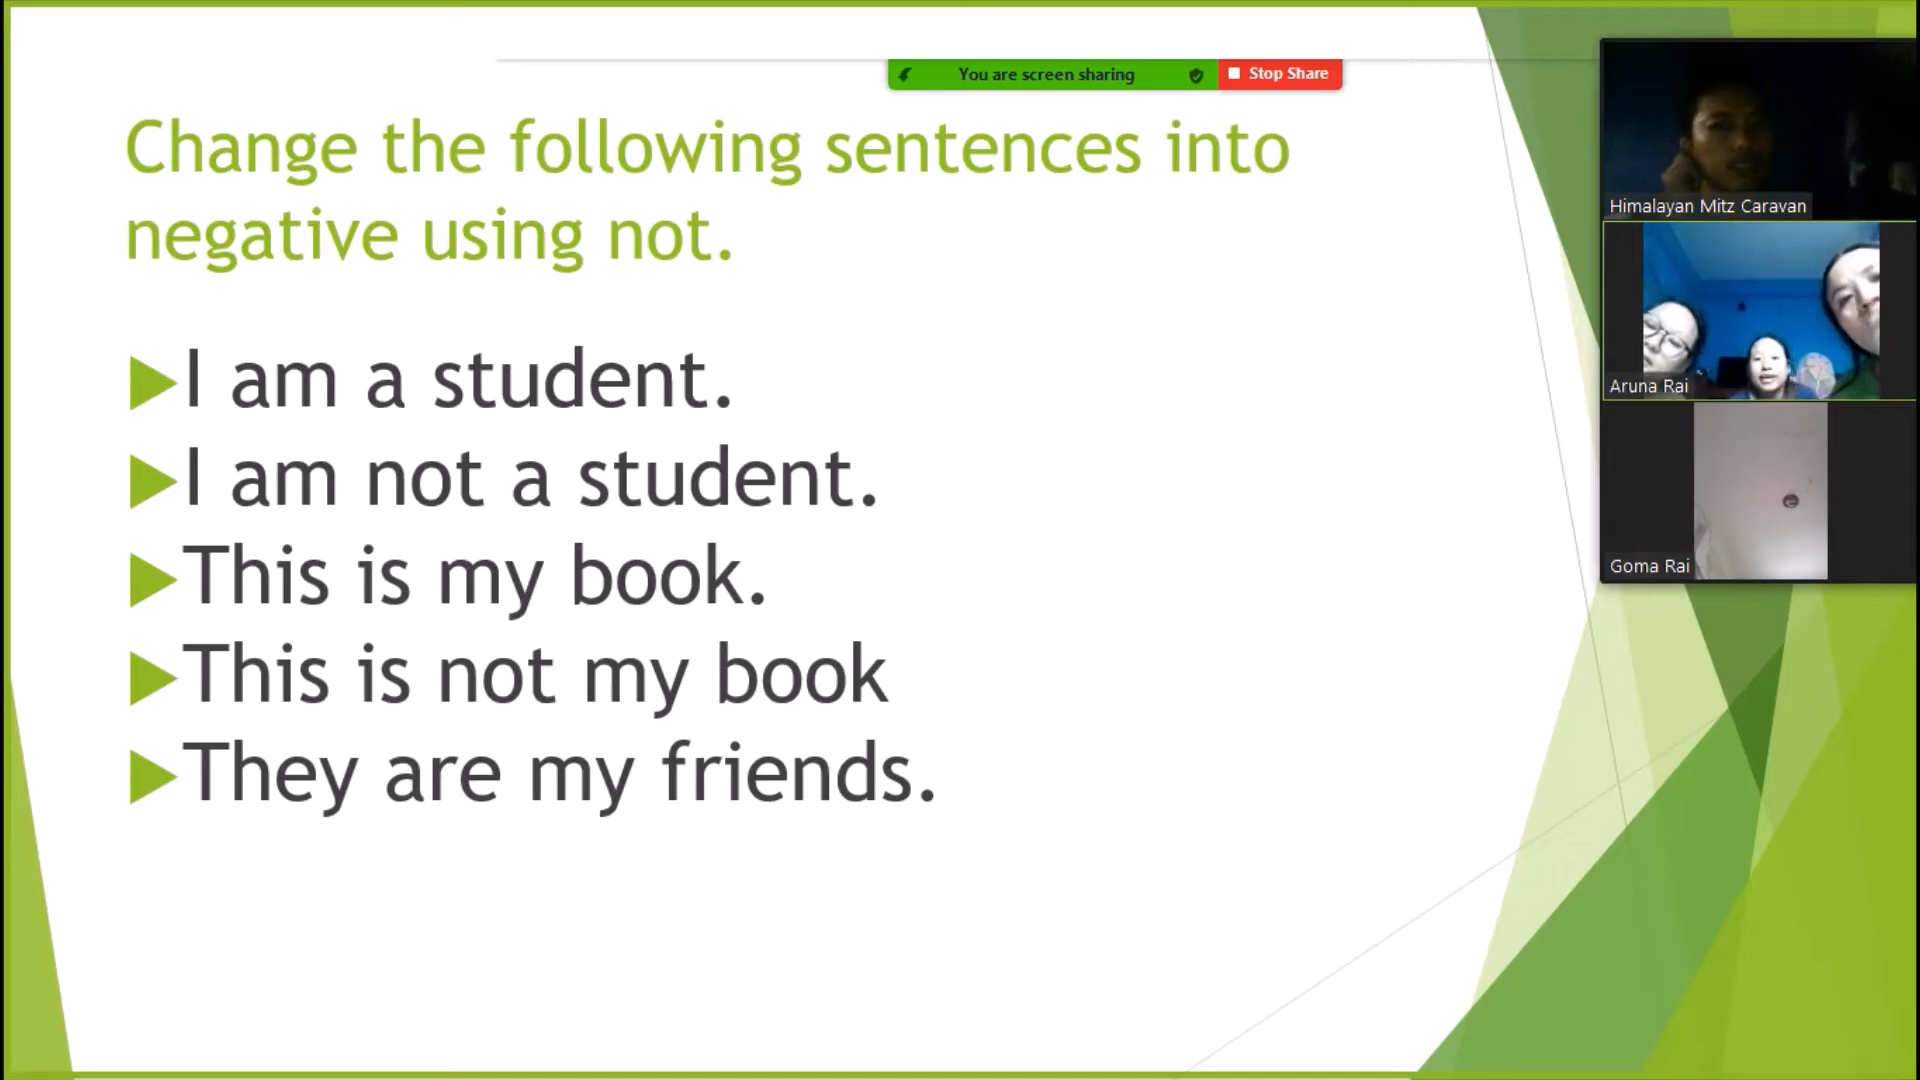 You are screen sharing
Stop Share
Change the following sentences into
negative using not.
I am a student.
I am not a student.
This is my book.
This is not my book
They are my friends.
Himalayan Mitz Caravan
Aruna Rai
Goma Rai